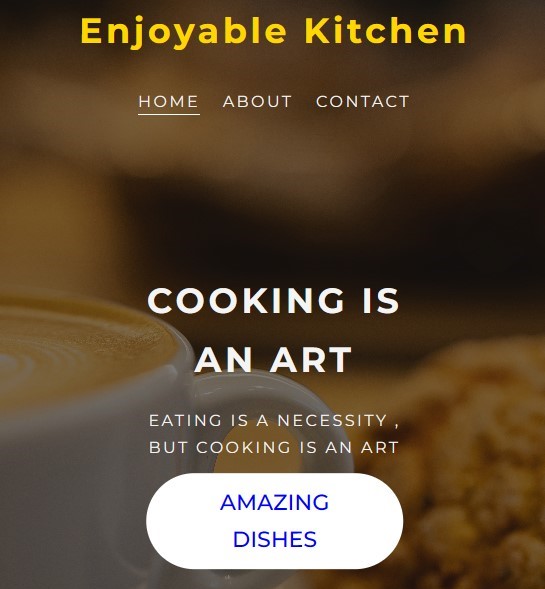 Enjoyable Kitchen
HOME ABOUT CONTACT
COOKING IS
AN ART
EATING IS A NECESSITY ,
BUT COOKING IS AN ART
AMAZING
DISHES